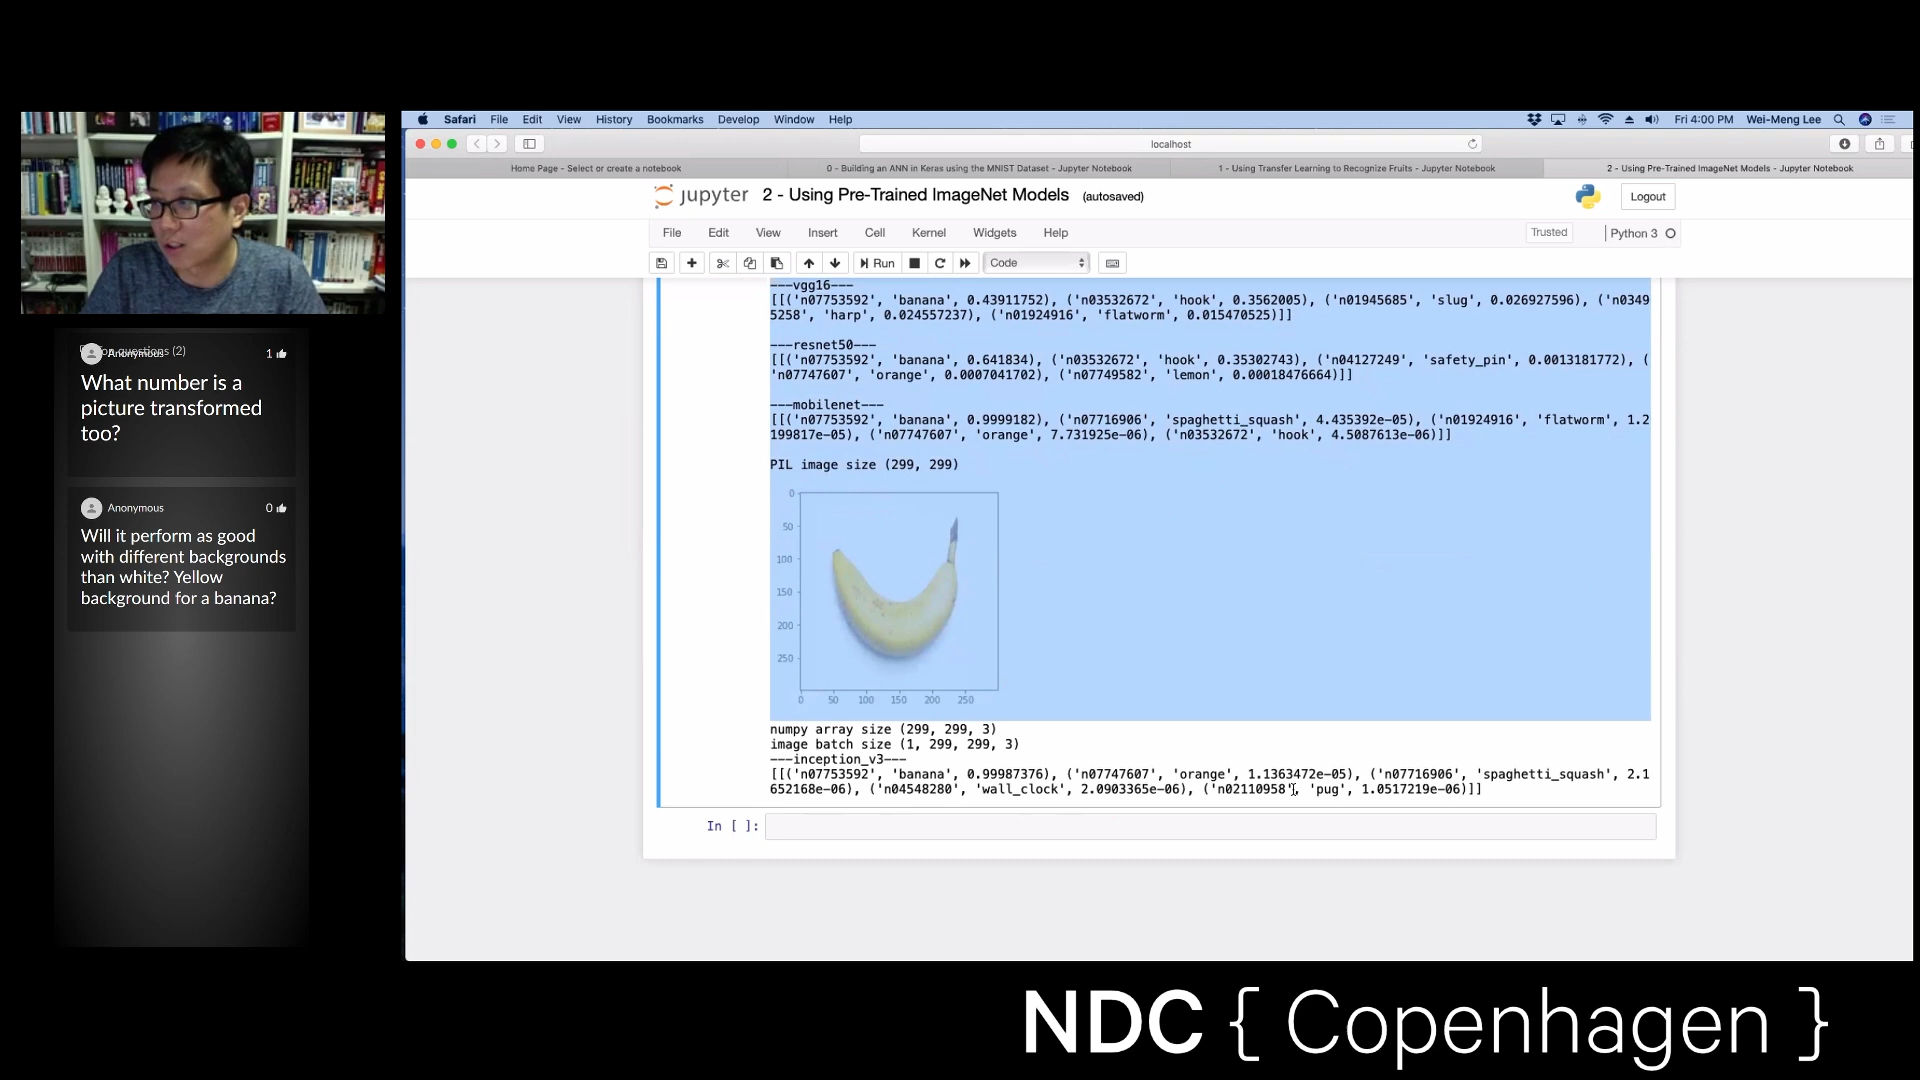 Safari File Edit View History Bookmarks Develop Window Help
Fri 4:00 PM Wei-Meng Lee
localhost
Home Page - Select or create a notebook
0 - Building an ANN in Keras using the MNIST Dataset - Jupyter Notebook
1 - Using Transfer Learning to Recognize Fruits - Jupyter Notebook
2 - Using Pre-Trained ImageNet Models - Jupyter Notebook
jupyter 2 - Using Pre-Trained ImageNet Models (autosaved)
Logout
File Edit View Insert Cell Kernel Widgets Help
Trusted Python 3
Run Code
---vgg16---
[[('n07753592', 'banana', 0.43911752), ('n03532672', 'hook', 0.3562005), ('n01945685', 'slug', 0.026927596), ('n0349
5258', 'harp', 0.024557237), ('n01924916', 'flatworm', 0.015470525)]]
---resnet50---
[[('n07753592', 'banana', 0.641834), ('n03532672', 'hook', 0.35302743), ('n04127249', 'safety_pin', 0.0013181772), (
'n07747607', 'orange', 0.0007041702), ('n07749582', 'lemon', 0.00018476664)]]
---mobilenet---
[[('n07753592', 'banana', 0.9999182), ('n07716906', 'spaghetti_squash', 4.435392e-05), ('n01924916', 'flatworm', 1.2
199817e-05), ('n07747607', 'orange', 7.731925e-06), ('n03532672', 'hook', 4.5087613e-06)]]
PIL image size (299, 299)
0
50
100
150
200
250
0 50 100 150 200 250
numpy array size (299, 299, 3)
image batch size (1, 299, 299, 3)
---inception_v3---
[[('n07753592', 'banana', 0.99987376), ('n07747607', 'orange', 1.1363472e-05), ('n07716906', 'spaghetti_squash', 2.1
652168e-06), ('n04548280', 'wall_clock', 2.0903365e-06), ('n02110958', 'pug', 1.0517219e-06)]]
In [ ]:
questions (2)
Anonymous 1
What number is a
picture transformed
too?
Anonymous 0
Will it perform as good
with different backgrounds
than white? Yellow
background for a banana?
NDC { Copenhagen }